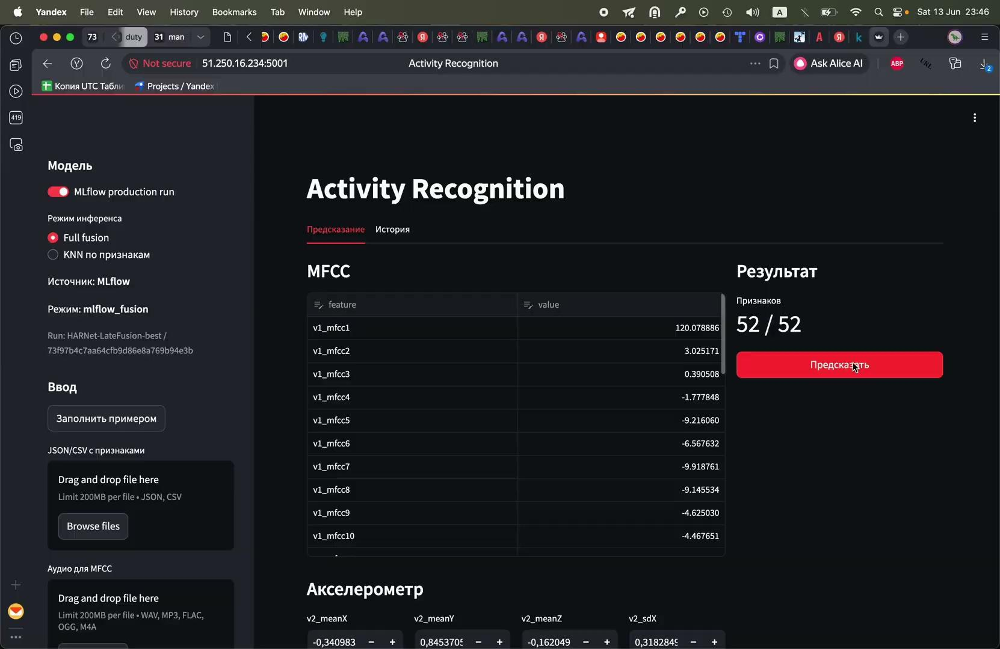 Yandex File Edit View History Bookmarks Tab Window Help A Sat 13 Jun 23:46
73 duty 31 man
Not secure 51.250.16.234:5001 Activity Recognition Ask Alice AI ABP URL 2
Копия UTC Табли Projects / Yandex
419
Модель
MLflow production run
Режим инференса
Full fusion
KNN по признакам
Источник: MLflow
Режим: mlflow_fusion
Run: HARNet-LateFusion-best /
73f97b4c7aa64cfb9d86e8a769b94e3b
Ввод
Заполнить примером
JSON/CSV с признаками
Drag and drop file here
Limit 200MB per file • JSON, CSV
Browse files
Аудио для MFCC
Drag and drop file here
Limit 200MB per file • WAV, MP3, FLAC,
OGG, M4A
Activity Recognition
Предсказание История
MFCC
feature value
v1_mfcc1 120.078886
v1_mfcc2 3.025171
v1_mfcc3 0.390508
v1_mfcc4 -1.777848
v1_mfcc5 -9.216060
v1_mfcc6 -6.567632
v1_mfcc7 -9.918761
v1_mfcc8 -9.145534
v1_mfcc9 -4.625030
v1_mfcc10 -4.467651
Результат
Признаков
52 / 52
Предсказать
Акселерометр
v2_meanX v2_meanY v2_meanZ v2_sdX
-0,340983 − + 0,845370 − + -0,162049 − + 0,318284 − +